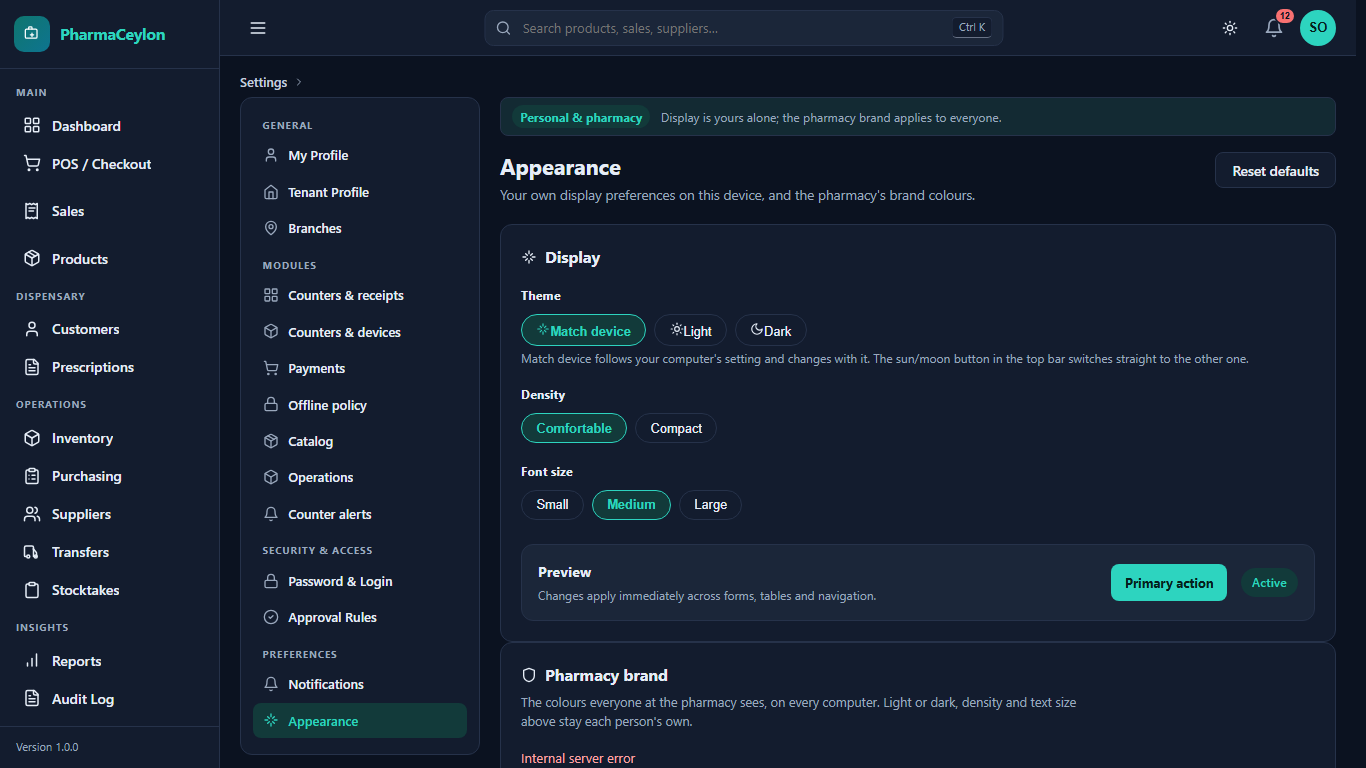 PharmaCeylon
Search products, sales, suppliers...
Ctrl K
12
SO
MAIN
Dashboard
POS / Checkout
Sales
Products
DISPENSARY
Customers
Prescriptions
OPERATIONS
Inventory
Purchasing
Suppliers
Transfers
Stocktakes
INSIGHTS
Reports
Audit Log
Version 1.0.0
Settings
GENERAL
My Profile
Tenant Profile
Branches
MODULES
Counters & receipts
Counters & devices
Payments
Offline policy
Catalog
Operations
Counter alerts
SECURITY & ACCESS
Password & Login
Approval Rules
PREFERENCES
Notifications
Appearance
Personal & pharmacy
Display is yours alone; the pharmacy brand applies to everyone.
Appearance
Your own display preferences on this device, and the pharmacy's brand colours.
Reset defaults
Display
Theme
Match device
Light
Dark
Match device follows your computer's setting and changes with it. The sun/moon button in the top bar switches straight to the other one.
Density
Comfortable
Compact
Font size
Small
Medium
Large
Preview
Changes apply immediately across forms, tables and navigation.
Primary action
Active
Pharmacy brand
The colours everyone at the pharmacy sees, on every computer. Light or dark, density and text size
above stay each person's own.
Internal server error